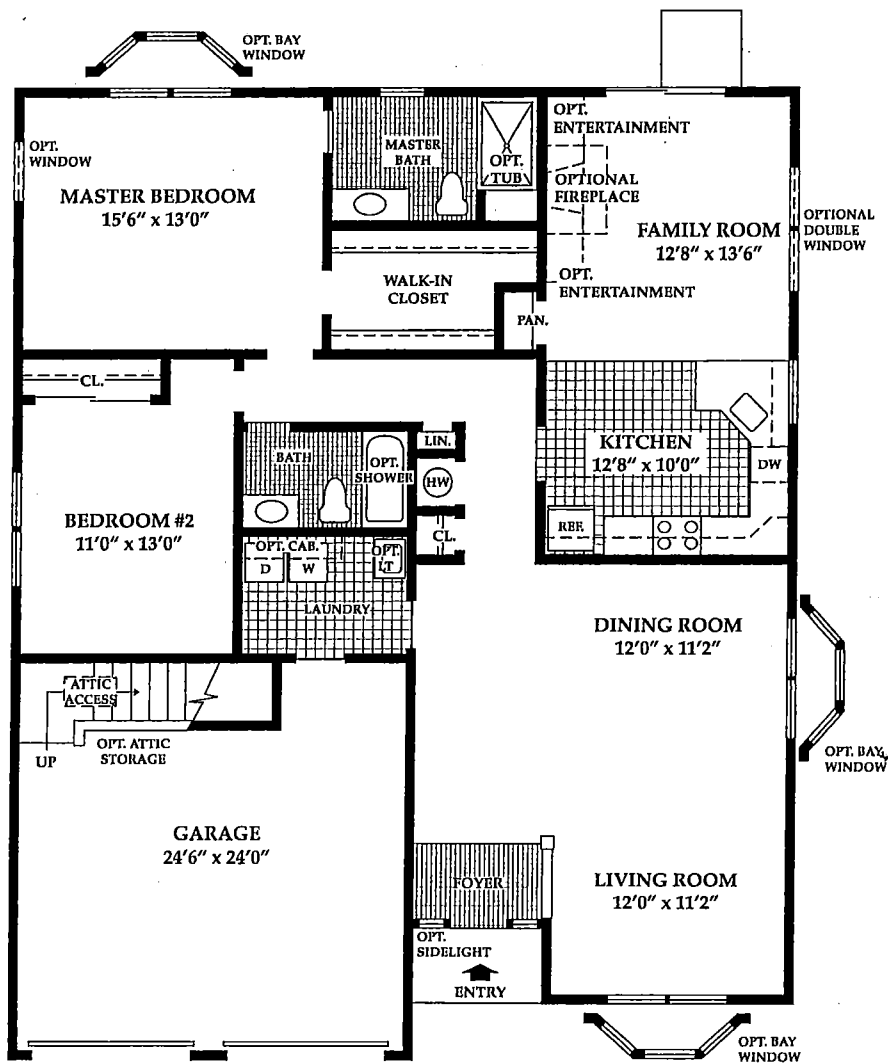 OPT. BAY
WINDOW
OPT.
WINDOW
MASTER BEDROOM
15'6" x 13'0"
MASTER
BATH
OPT.
TUB
OPT.
ENTERTAINMENT
OPTIONAL
FIREPLACE
FAMILY ROOM
12'8" x 13'6"
OPTIONAL
DOUBLE
WINDOW
OPT.
ENTERTAINMENT
WALK-IN
CLOSET
PAN.
CL.
BATH
OPT.
SHOWER
LIN.
HW
CL.
KITCHEN
12'8" x 10'0"
DW
REF.
BEDROOM #2
11'0" x 13'0"
OPT. CAB.
D
W
OPT.
LT
LAUNDRY
DINING ROOM
12'0" x 11'2"
ATTIC
ACCESS
UP
OPT. ATTIC
STORAGE
OPT. BAY
WINDOW
GARAGE
24'6" x 24'0"
FOYER
LIVING ROOM
12'0" x 11'2"
OPT.
SIDELIGHT
ENTRY
OPT. BAY
WINDOW